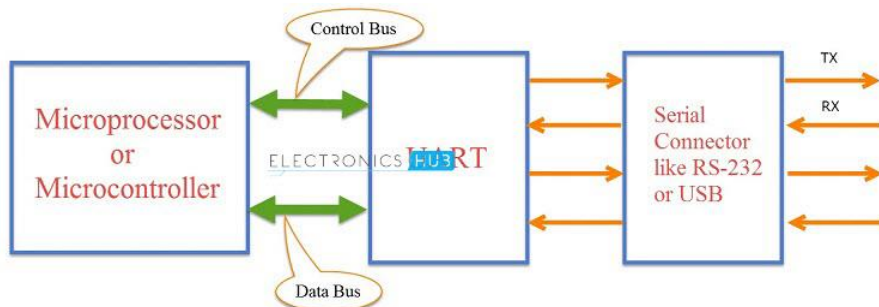 Control Bus
Microprocessor
or
Microcontroller
ELECTRONICS HUB
UART
Data Bus
Serial
Connector
like RS-232
or USB
TX
RX